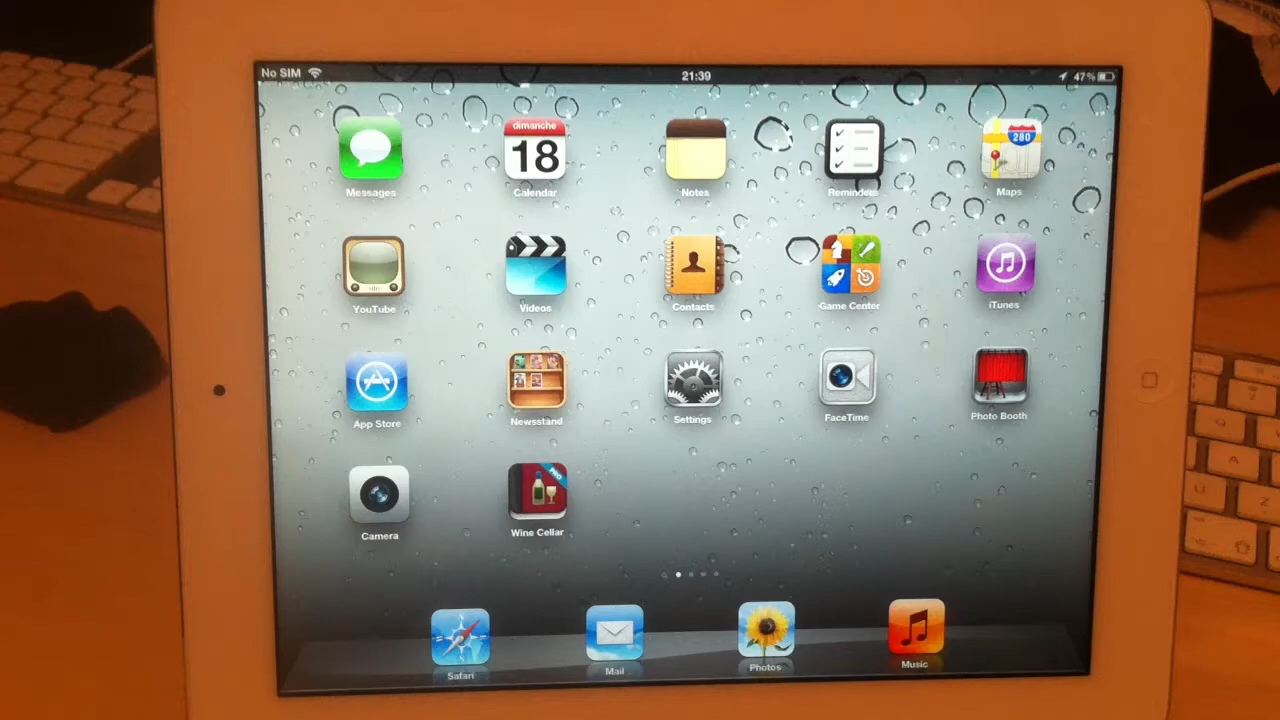 No SIM 21:39 47%
dimanche
18
280
Messages Calendar Notes Reminders Maps
YouTube Videos Contacts Game Center iTunes
App Store Newsstand Settings FaceTime Photo Booth
PRO
Camera Wine Cellar
Safari Mail Photos Music
A
Z